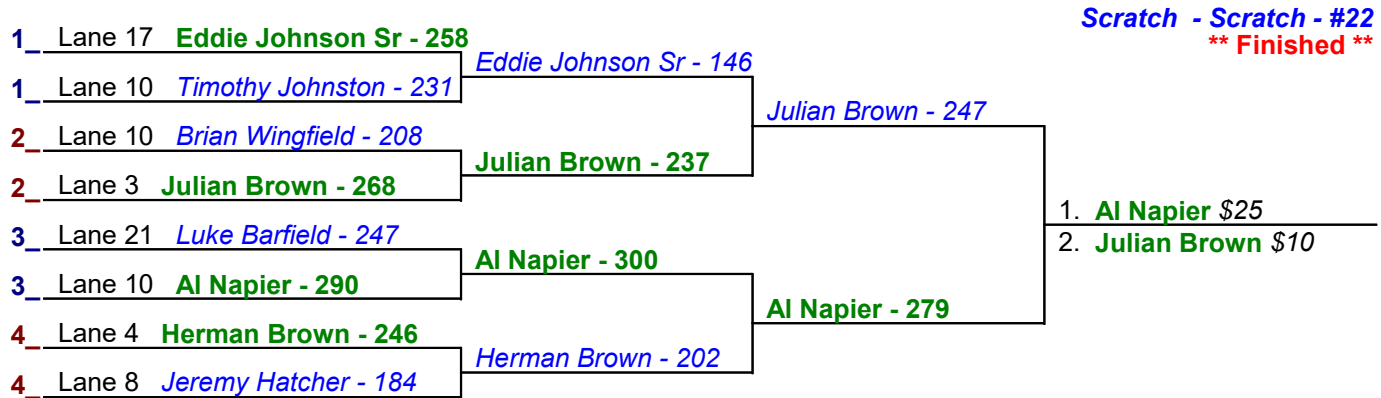 Scratch - Scratch - #22
** Finished **
1_ Lane 17 Eddie Johnson Sr - 258
1_ Lane 10 Timothy Johnston - 231
2_ Lane 10 Brian Wingfield - 208
2_ Lane 3 Julian Brown - 268
3_ Lane 21 Luke Barfield - 247
3_ Lane 10 Al Napier - 290
4_ Lane 4 Herman Brown - 246
4_ Lane 8 Jeremy Hatcher - 184
Eddie Johnson Sr - 146
Julian Brown - 237
Al Napier - 300
Herman Brown - 202
Julian Brown - 247
Al Napier - 279
1. Al Napier $25
2. Julian Brown $10